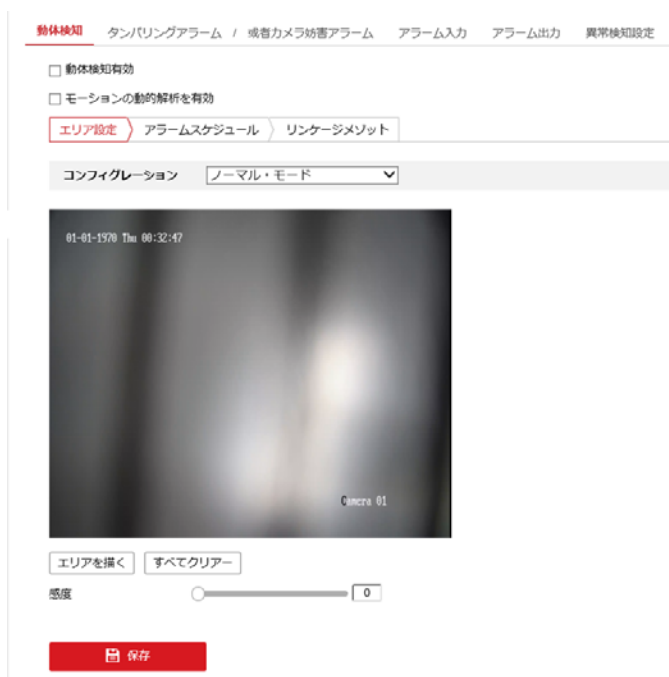 動体検知 タンパリングアラーム / 或者カメラ妨害アラーム アラーム入力 アラーム出力 異常検知設定
動体検知有効
モーションの動的解析を有効
エリア設定 アラームスケジュール リンケージメソット
コンフィグレーション ノーマル・モード
01-01-1970 Thu 00:32:47
Camera 01
エリアを描く すべてクリアー
感度 0
保存